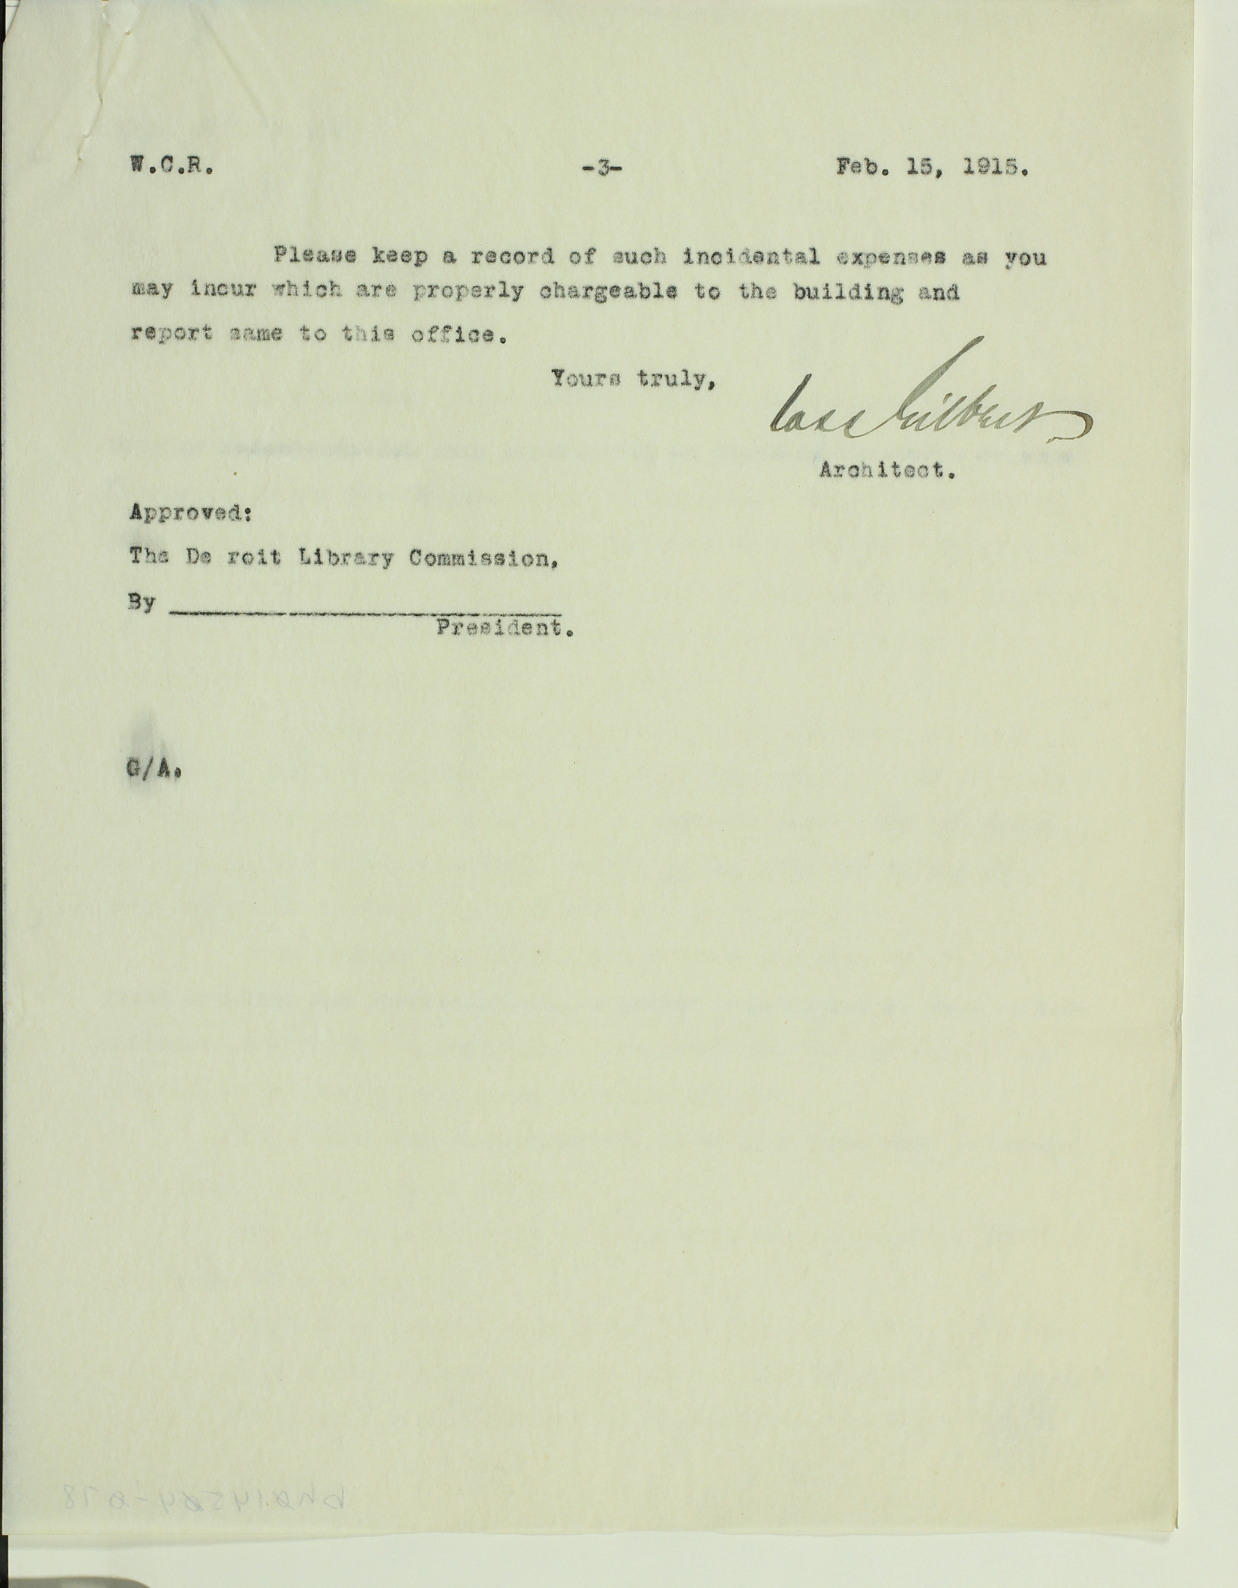 W.C.R. -3- Feb. 15, 1915.
Please keep a record of such incidental expenses as you
may incur which are properly chargeable to the building and
report same to this office.
Yours truly,
Cass Gilbert
Architect.
Approved:
The De roit Library Commission,
By
President.
G/A.